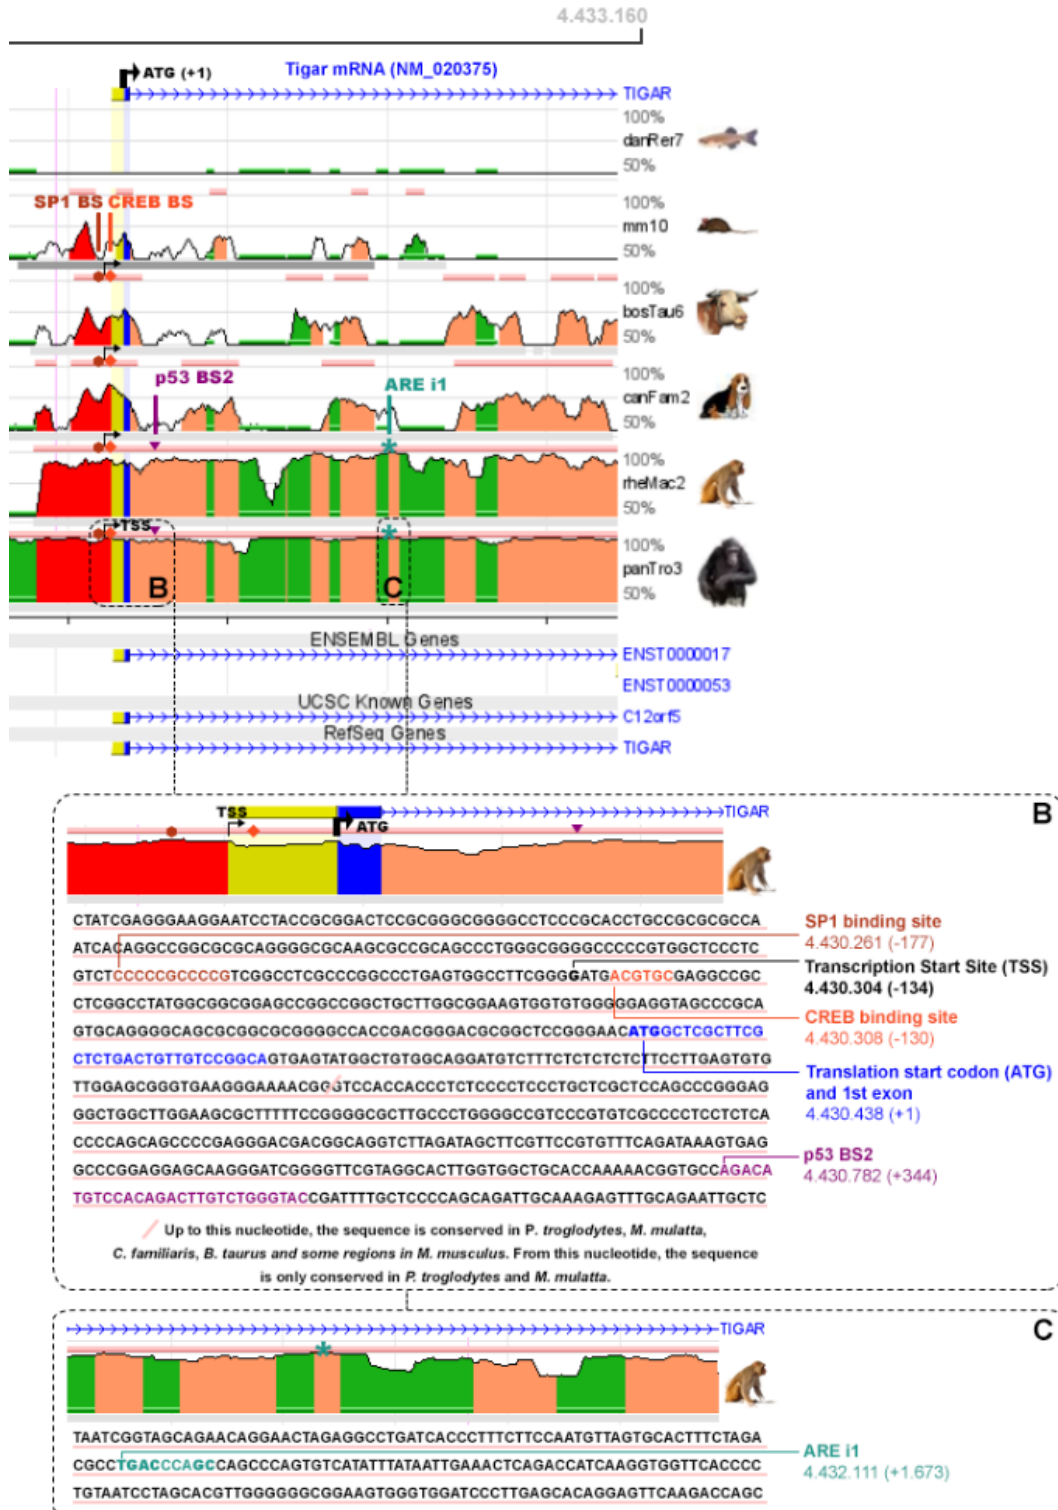 4.433.160
ATG (+1)
Tigar mRNA (NM_020375)
TIGAR
100%
danRer7
50%
SP1 BS
CREB BS
100%
mm10
50%
100%
bosTau6
50%
p53 BS2
ARE i1
100%
canFam2
50%
100%
rheMac2
50%
TSS
100%
panTro3
50%
B
C
ENSEMBL Genes
ENST0000017
ENST0000053
UCSC Known Genes
C12orf5
RefSeq Genes
TIGAR
TSS
ATG
TIGAR
B
CTATCGAGGGAAGGAATCCTACCGCGGACTCCGCGGGCGGGGCCTCCCGCACCTGCCGCGCGCCA
ATCACAGGCCGGCGCGCAGGGGCGCAAGCGCCGCAGCCCTGGGCGGGGCCCCCGTGGCTCCCTC
GTCTCCCCCGCCCCGTCGGCCTCGCCCGGCCCTGAGTGGCCTTCGGGGATGACGTGCGAGGCCGC
CTCGGCCTATGGCGGCGGAGCCGGCTGCTTGGCGGAAGTGGTGTGGGGGAGGTAGCCCGCA
GTGCAGGGGCAGCGCGGCGCGGGGCCACCGACGGGACGCGGCTCCGGGAACATGGCTCGCTTCG
CTCTGACTGTTGTCCGGCAGTGAGTATGGCTGTGGCAGGATGTCTTTCTCTCTCTCTTCCTTGAGTGTG
TTGGAGCGGGTGAAGGGAAAACGGGTCCACCACCCTCTCCCCTCCCTGCTCGCTCCAGCCCGGGAG
GGCTGGCTTGGAAGCGCTTTTTCCGGGGCGCTTGCCCTGGGGCCGTCCCGTGTCGCCCCTCCTCTCA
CCCCAGCAGCCCCGAGGGACGACGGCAGGTCTTAGATAGCTTCGTTCCGTGTTTCAGATAAAGTGAG
GCCCGGAGGAGCAAGGGATCGGGGTTCGTAGGCACTTGGTGGCTGCACCAAAAACGGTGCCAGACA
TGTCCACAGACTTGTCTGGGTACCGATTTTGCTCCCCAGCAGATTGCAAAGAGTTTGCAGAATTGCTC
SP1 binding site
4.430.261 (-177)
Transcription Start Site (TSS)
4.430.304 (-134)
CREB binding site
4.430.308 (-130)
Translation start codon (ATG)
and 1st exon
4.430.438 (+1)
p53 BS2
4.430.782 (+344)
Up to this nucleotide, the sequence is conserved in P. troglodytes, M. mulatta,
C. familiaris, B. taurus and some regions in M. musculus. From this nucleotide, the sequence
is only conserved in P. troglodytes and M. mulatta.
TIGAR
C
TAATCGGTAGCAGAACAGGAACTAGAGGCCTGATCACCCTTTCTTCCAATGTTAGTGCACTTTCTAGA
CGCCTGACCCAGCCAGCCCAGTGTCATATTTATAATTGAAACTCAGACCATCAAGGTGGTTCACCCC
TGTAATCCTAGCACGTTGGGGGGCGGAAGTGGGTGGATCCCTTGAGCACAGGAGTTCAAGACCAGC
ARE i1
4.432.111 (+1.673)